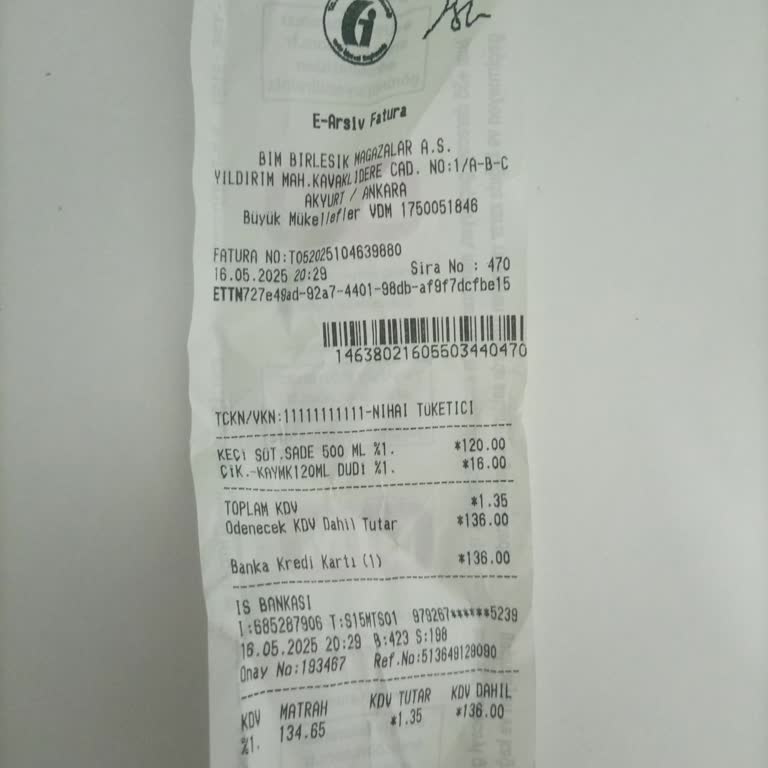 E-Arsiv Fatura
BIM BIRLESIK MAGAZALAR A.S.
YILDIRIM MAH.KAVAKLIDERE CAD. NO:1/A-B-C
AKYURT / ANKARA
Büyük Mükellefler VDM 1750051846
FATURA NO:T052025104639880
16.05.2025 20:29 Sira No : 470
ETTN727e49ad-92a7-4401-98db-af9f7dcfbe15
14638021605503440470
TCKN/VKN:11111111111-NIHAI TÜKETICI
KEÇi SÜT.SADE 500 ML %1. *120.00
ÇiK.-KAYMK120ML DUDi %1. *16.00
TOPLAM KDV *1.35
Odenecek KDV Dahil Tutar *136.00
Banka Kredi Kartı (1) *136.00
IS BANKASI
I:685287906 T:S15MTS01 979267******5239
16.05.2025 20:29 B:423 S:198
Onay No:193467 Ref.No:513649129090
KDV MATRAH KDV TUTAR KDV DAHIL
%1. 134.65 *1.35 *136.00